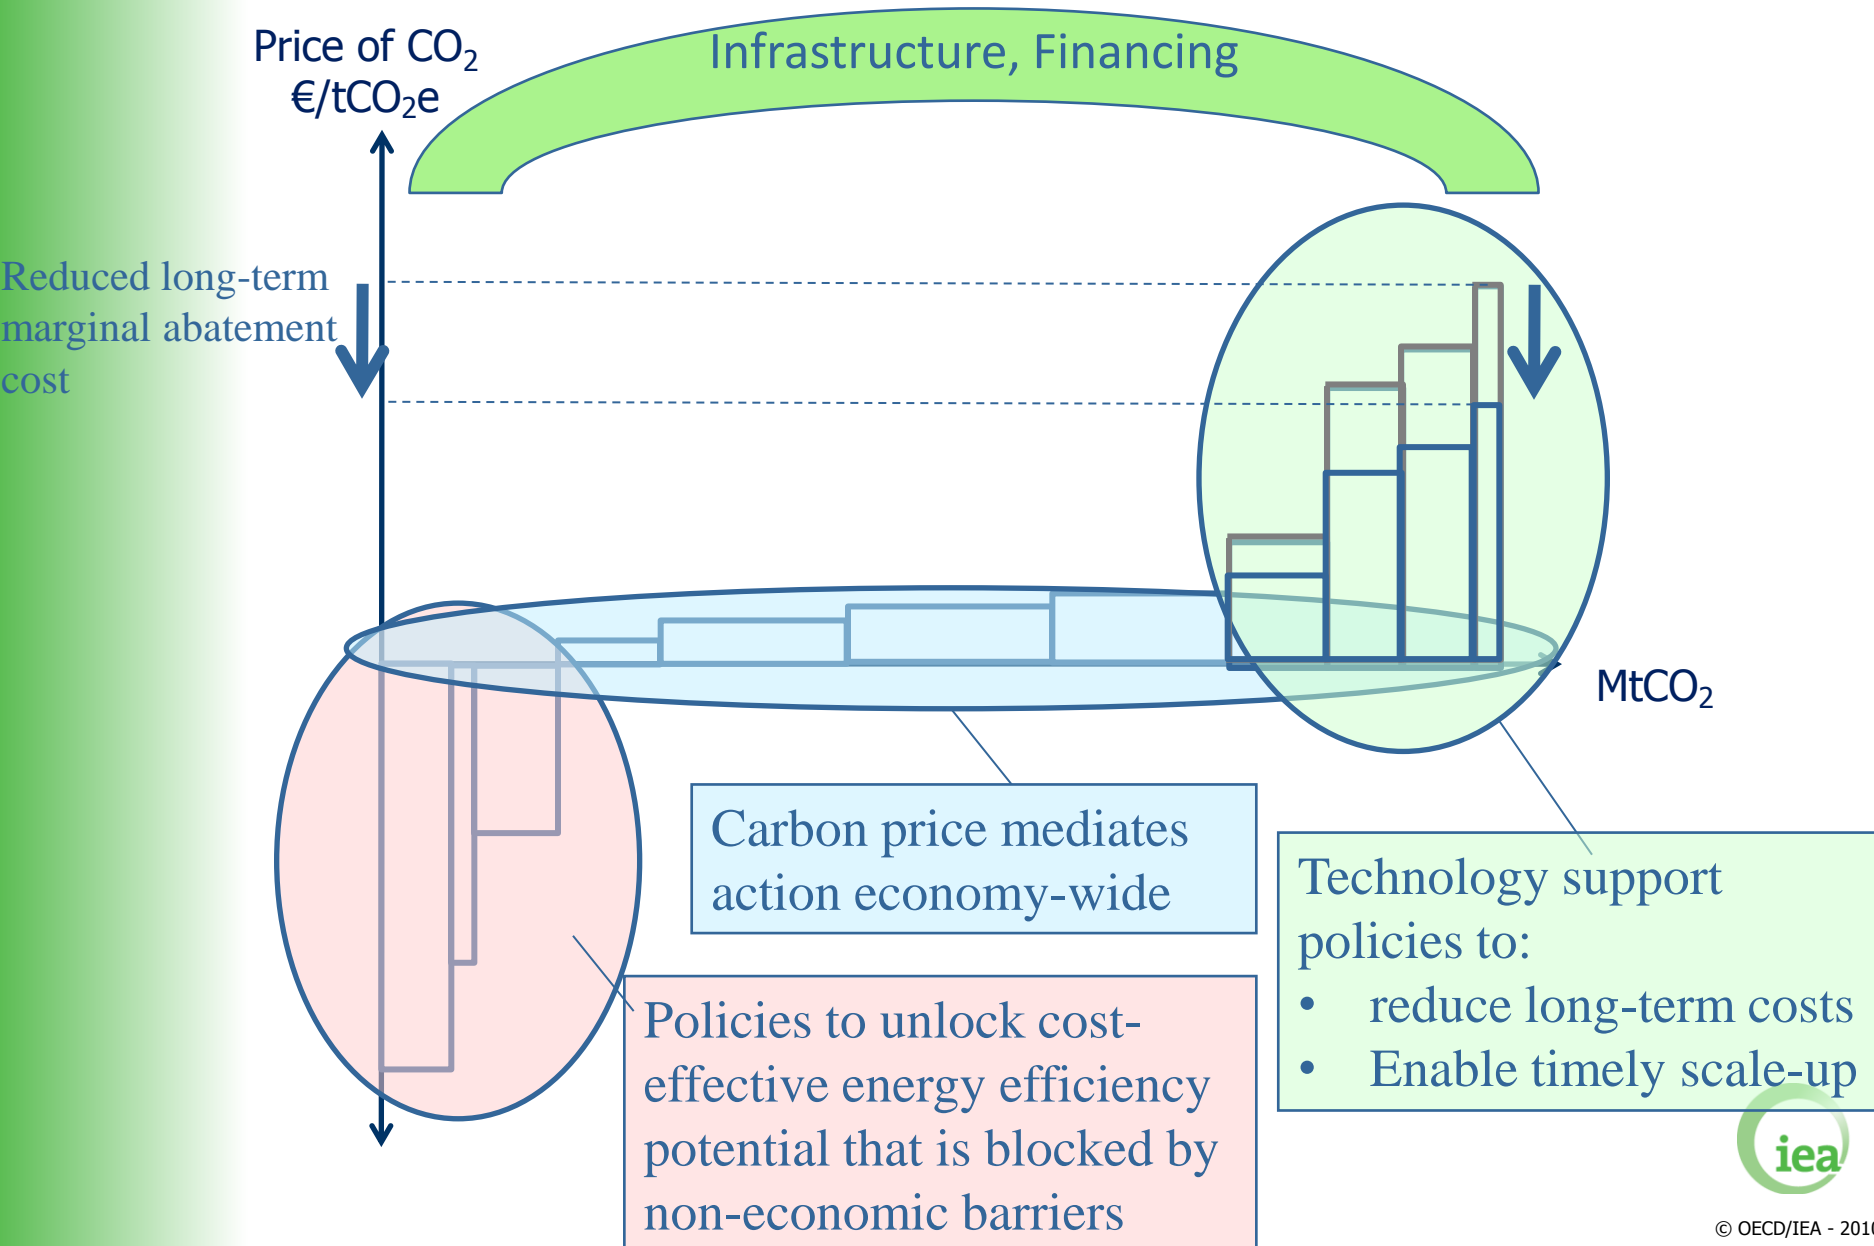 Price of CO₂
€/tCO₂e
Infrastructure, Financing
Reduced long-term
marginal abatement
cost
MtCO₂
Carbon price mediates
action economy-wide
Technology support
policies to:
• reduce long-term costs
• Enable timely scale-up
Policies to unlock cost-
effective energy efficiency
potential that is blocked by
non-economic barriers
iea
© OECD/IEA - 2010